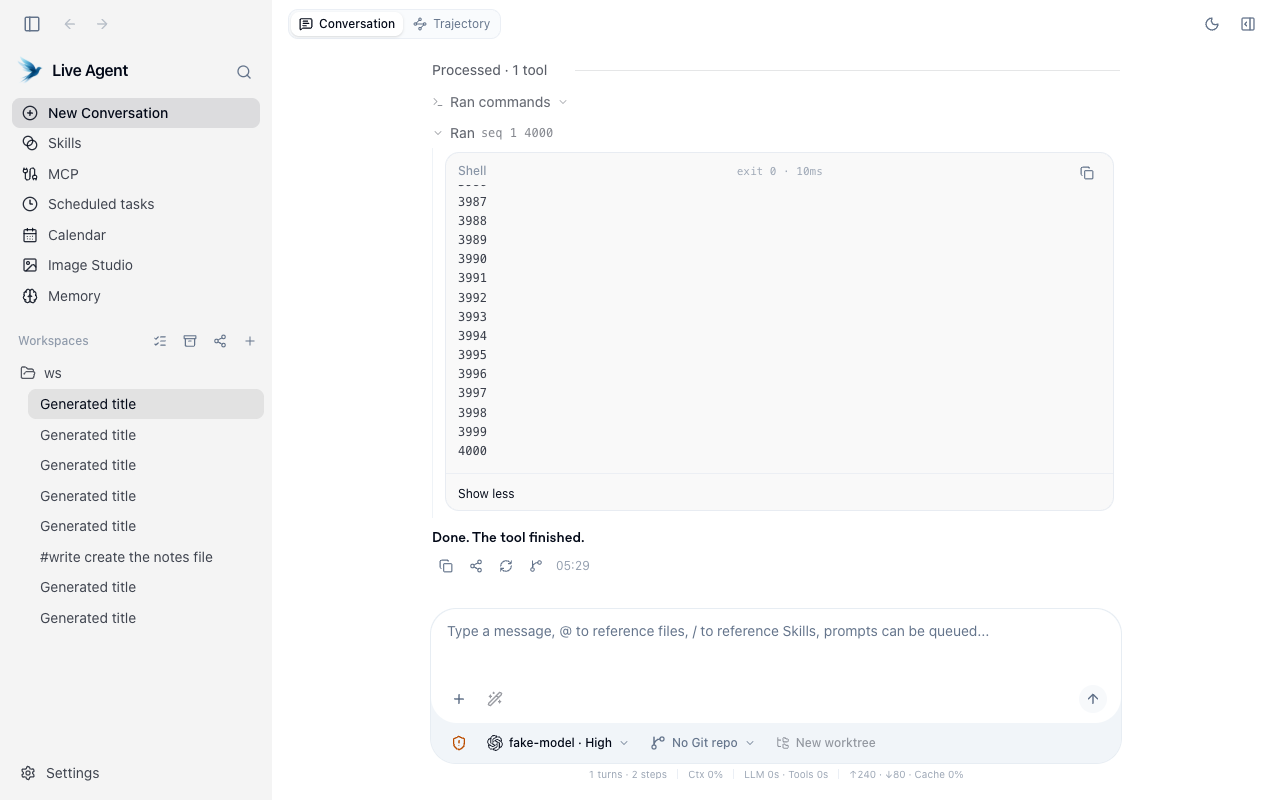 Conversation
Trajectory
Live Agent
New Conversation
Skills
MCP
Scheduled tasks
Calendar
Image Studio
Memory
Workspaces
ws
Generated title
Generated title
Generated title
Generated title
Generated title
#write create the notes file
Generated title
Generated title
Settings
Processed · 1 tool
Ran commands
Ran seq 1 4000
Shell
exit 0 · 10ms
3987
3988
3989
3990
3991
3992
3993
3994
3995
3996
3997
3998
3999
4000
Show less
Done. The tool finished.
05:29
Type a message, @ to reference files, / to reference Skills, prompts can be queued...
fake-model · High
No Git repo
New worktree
1 turns · 2 steps
Ctx 0%
LLM 0s · Tools 0s
↑240 · ↓80 · Cache 0%